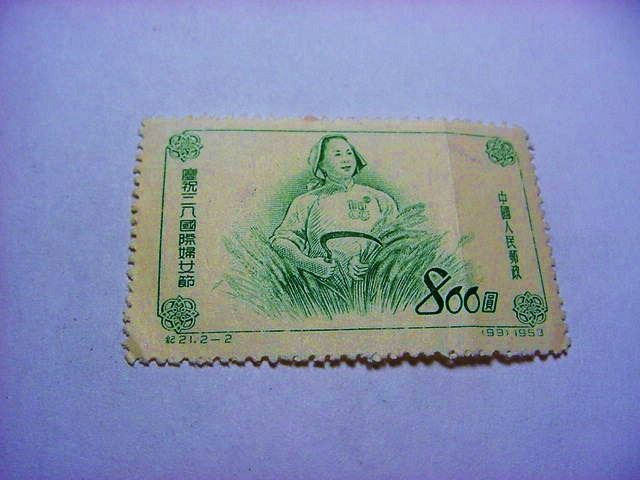 慶祝三八國際婦女節
中國人民郵政
800圓
紀21.2-2
(99)1953